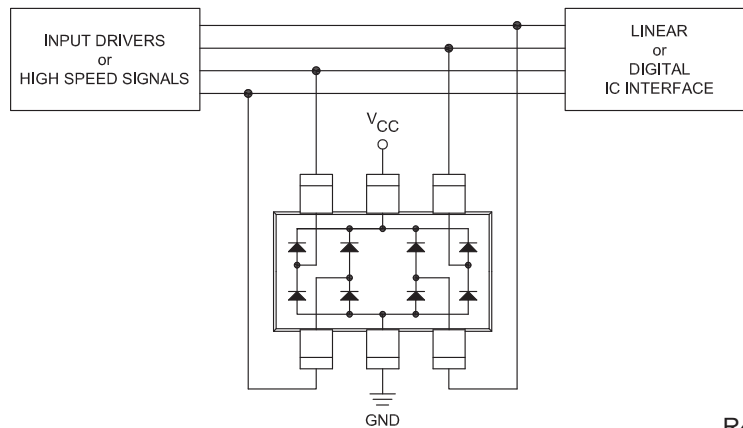 INPUT DRIVERS
or
HIGH SPEED SIGNALS
LINEAR
or
DIGITAL
IC INTERFACE
VCC
GND